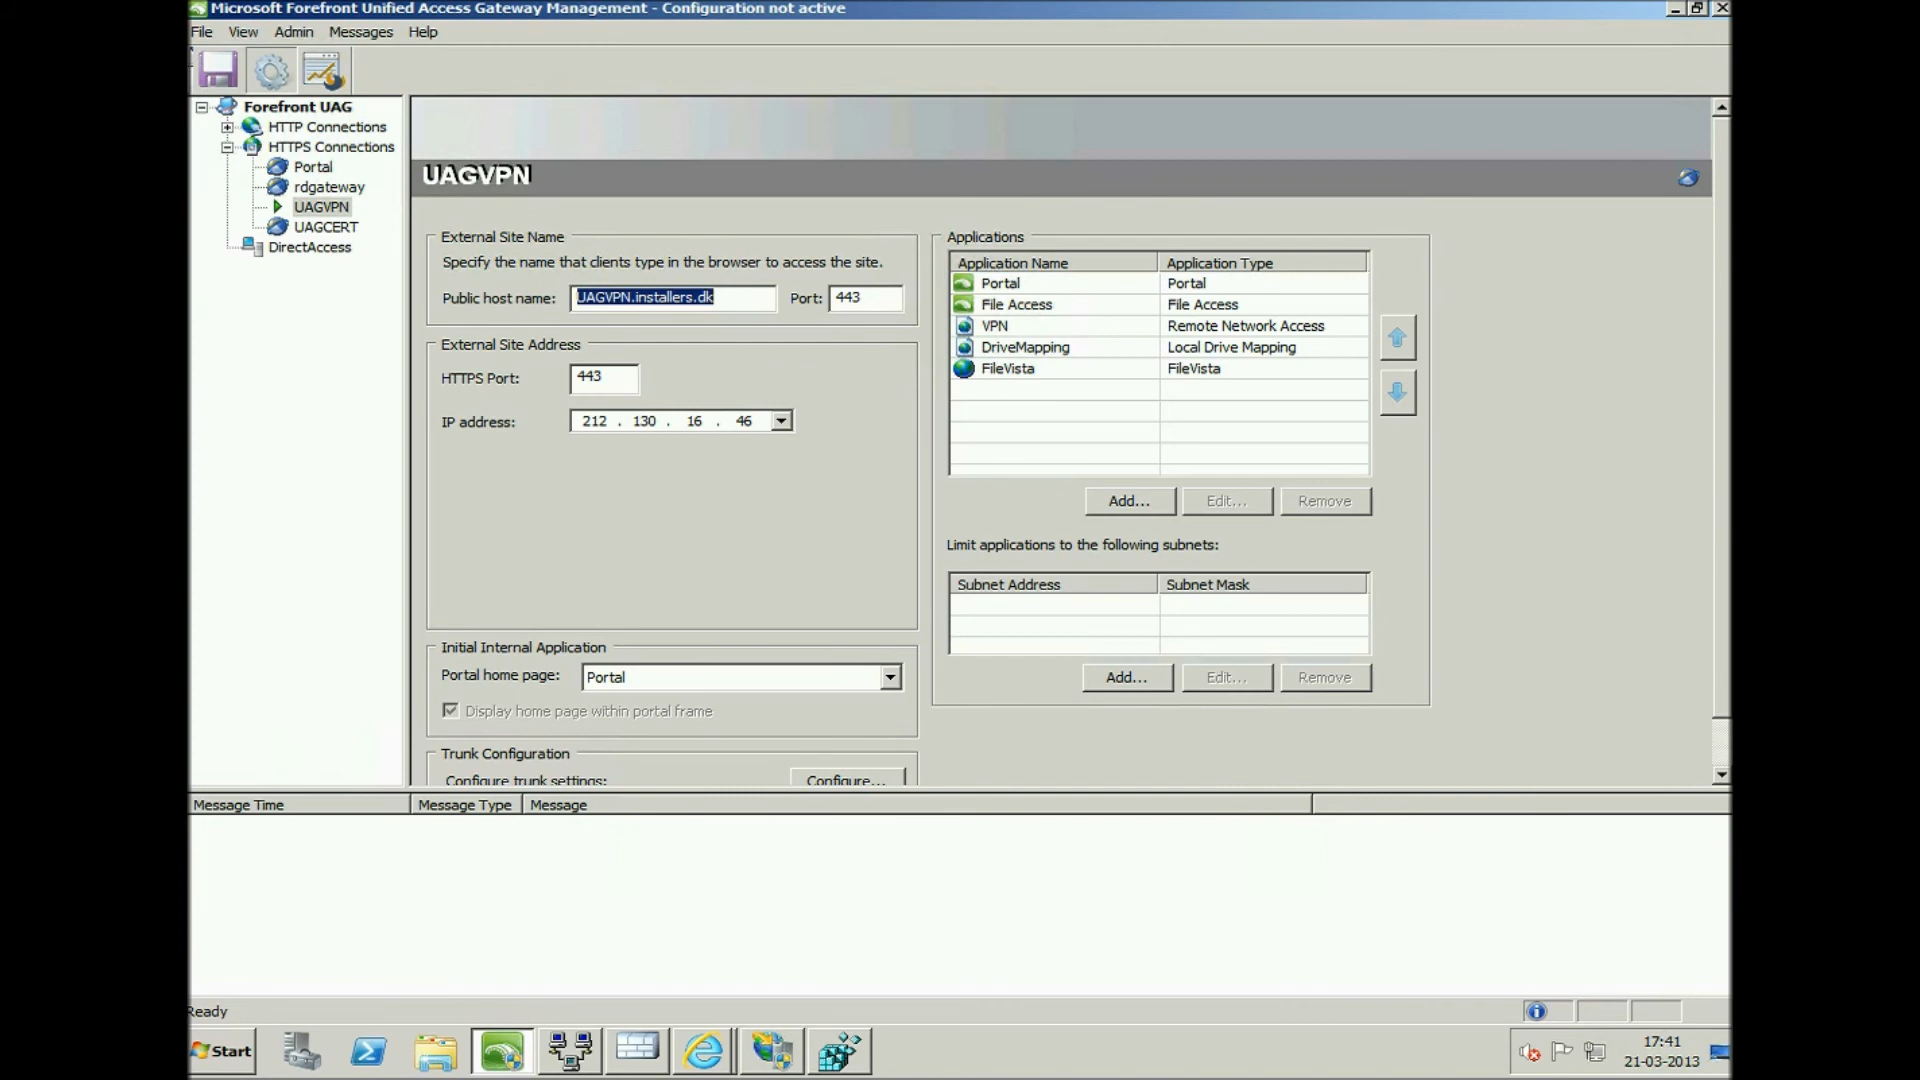 Microsoft Forefront Unified Access Gateway Management - Configuration not active
File View Admin Messages Help
Forefront UAG
HTTP Connections
HTTPS Connections
Portal
rdgateway
UAGVPN
UAGCERT
DirectAccess
UAGVPN
External Site Name
Specify the name that clients type in the browser to access the site.
Public host name: UAGVPN.installers.dk Port: 443
External Site Address
HTTPS Port: 443
IP address: 212 . 130 . 16 . 46
Initial Internal Application
Portal home page: Portal
Display home page within portal frame
Trunk Configuration
Configure trunk settings: Configure...
Applications
Application Name Application Type
Portal Portal
File Access File Access
VPN Remote Network Access
DriveMapping Local Drive Mapping
FileVista FileVista
Add... Edit... Remove
Limit applications to the following subnets:
Subnet Address Subnet Mask
Add... Edit... Remove
Message Time Message Type Message
Ready
Start
17:41
21-03-2013